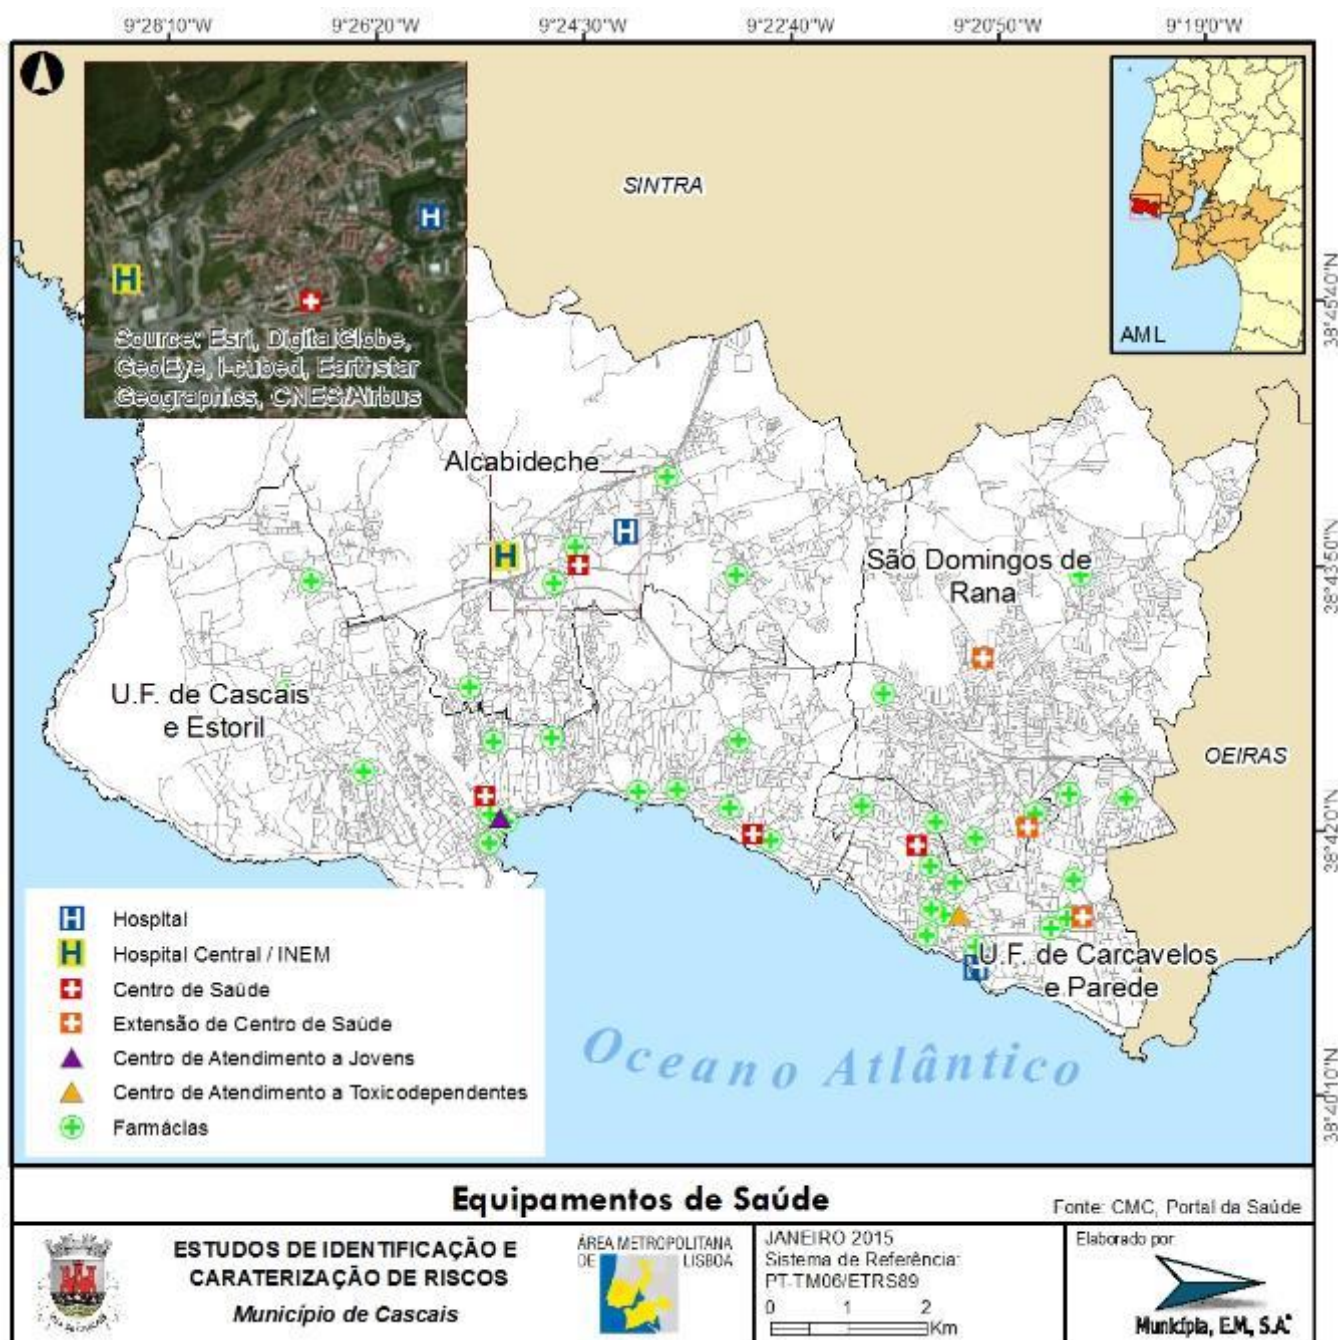 9°28'10"W
9°26'20"W
9°24'30"W
9°22'40"W
9°20'50"W
9°19'0"W
SINTRA
AML
Source: Esri, DigitalGlobe,
GeoEye, i-cubed, Earthstar
Geographics, CNES/Airbus
38°45'40"N
Alcabideche
São Domingos de
Rana
38°43'50"N
U.F. de Cascais
e Estoril
OEIRAS
38°42'0"N
U.F. de Carcavelos
e Parede
Oceano Atlântico
38°40'10"N
Hospital
Hospital Central / INEM
Centro de Saúde
Extensão de Centro de Saúde
Centro de Atendimento a Jovens
Centro de Atendimento a Toxicodependentes
Farmácias
Equipamentos de Saúde
Fonte: CMC, Portal da Saúde
ESTUDOS DE IDENTIFICAÇÃO E
CARATERIZAÇÃO DE RISCOS
Município de Cascais
ÁREA METROPOLITANA
DE LISBOA
JANEIRO 2015
Sistema de Referência:
PT-TM06/ETRS89
0 1 2
Km
Elaborado por:
Município, E.M., S.A.